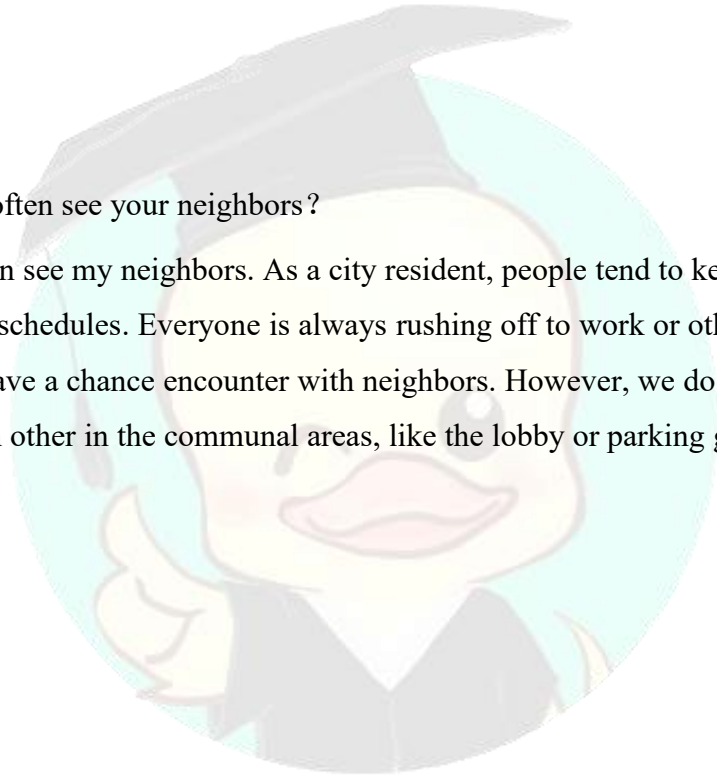 often see your neighbors?
n see my neighbors. As a city resident, people tend to ke
schedules. Everyone is always rushing off to work or oth
ave a chance encounter with neighbors. However, we do
other in the communal areas, like the lobby or parking g